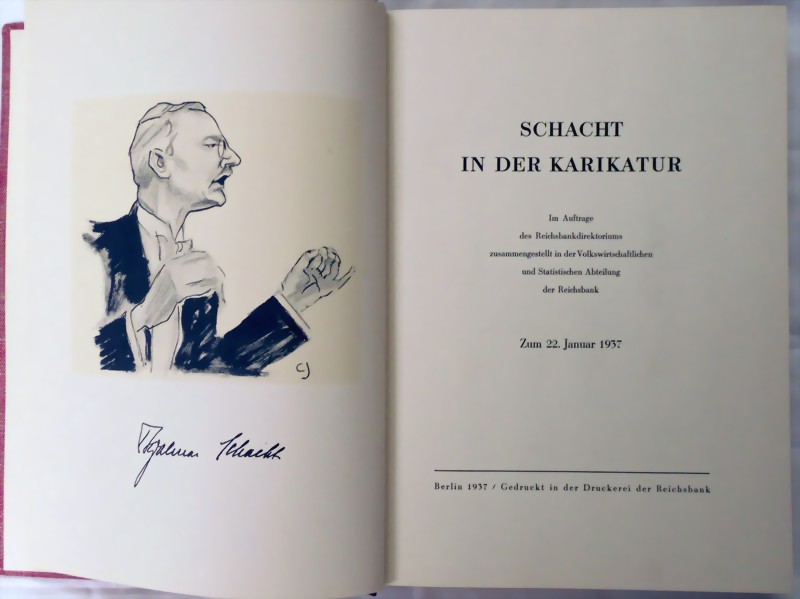 CJ
Hjalmar Schacht
SCHACHT
IN DER KARIKATUR
Im Auftrage
des Reichsbankdirektoriums
zusammengestellt in der Volkswirtschaftlichen
und Statistischen Abteilung
der Reichsbank
Zum 22. Januar 1937
Berlin 1937 / Gedruckt in der Druckerei der Reichsbank